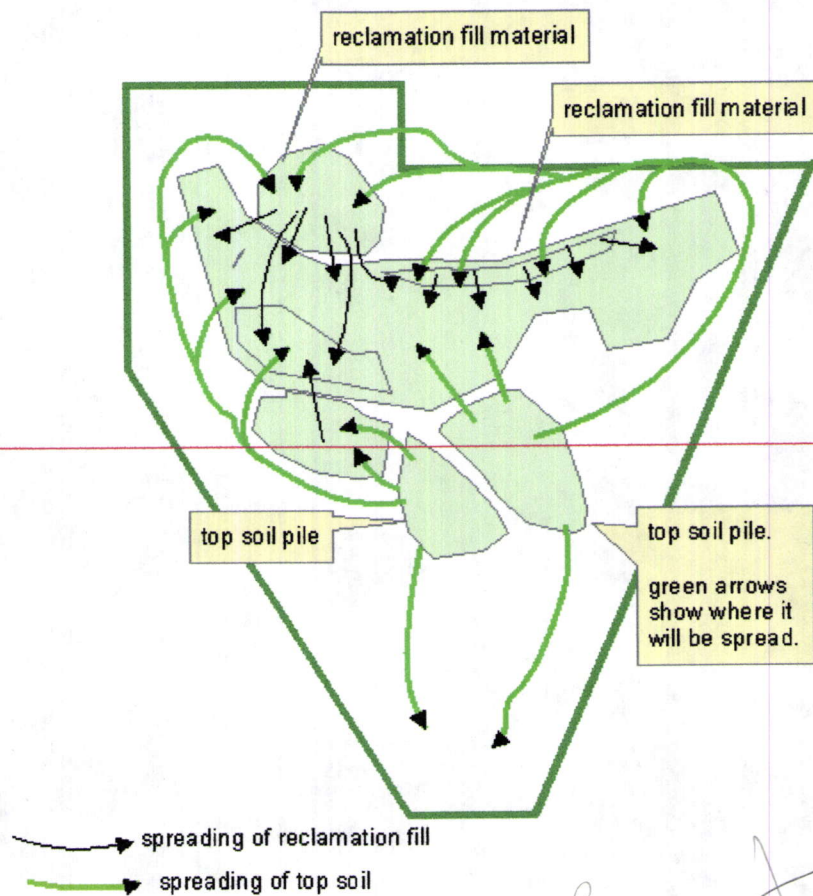 reclamation fill material
reclamation fill material
top soil pile
top soil pile.
green arrows
show where it
will be spread.
spreading of reclamation fill
spreading of top soil